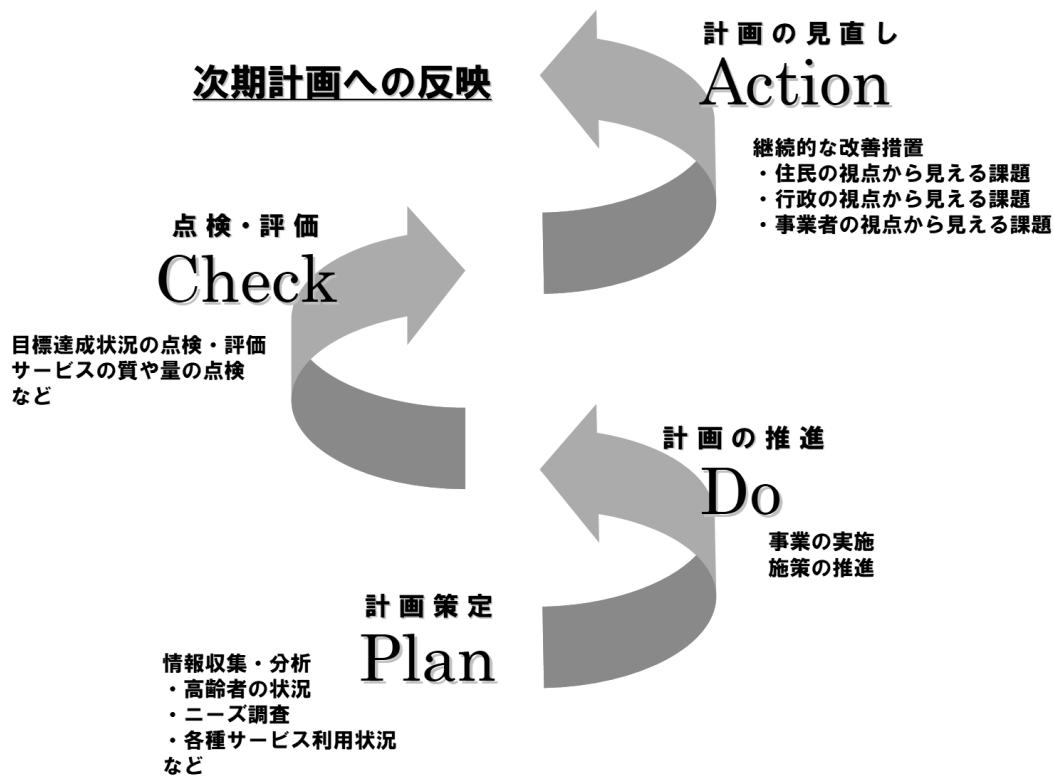 計画の見直し
Action
次期計画への反映
継続的な改善措置
・住民の視点から見える課題
・行政の視点から見える課題
・事業者の視点から見える課題
点検・評価
Check
目標達成状況の点検・評価
サービスの質や量の点検
など
計画の推進
Do
事業の実施
施策の推進
計画策定
Plan
情報収集・分析
・高齢者の状況
・ニーズ調査
・各種サービス利用状況
など